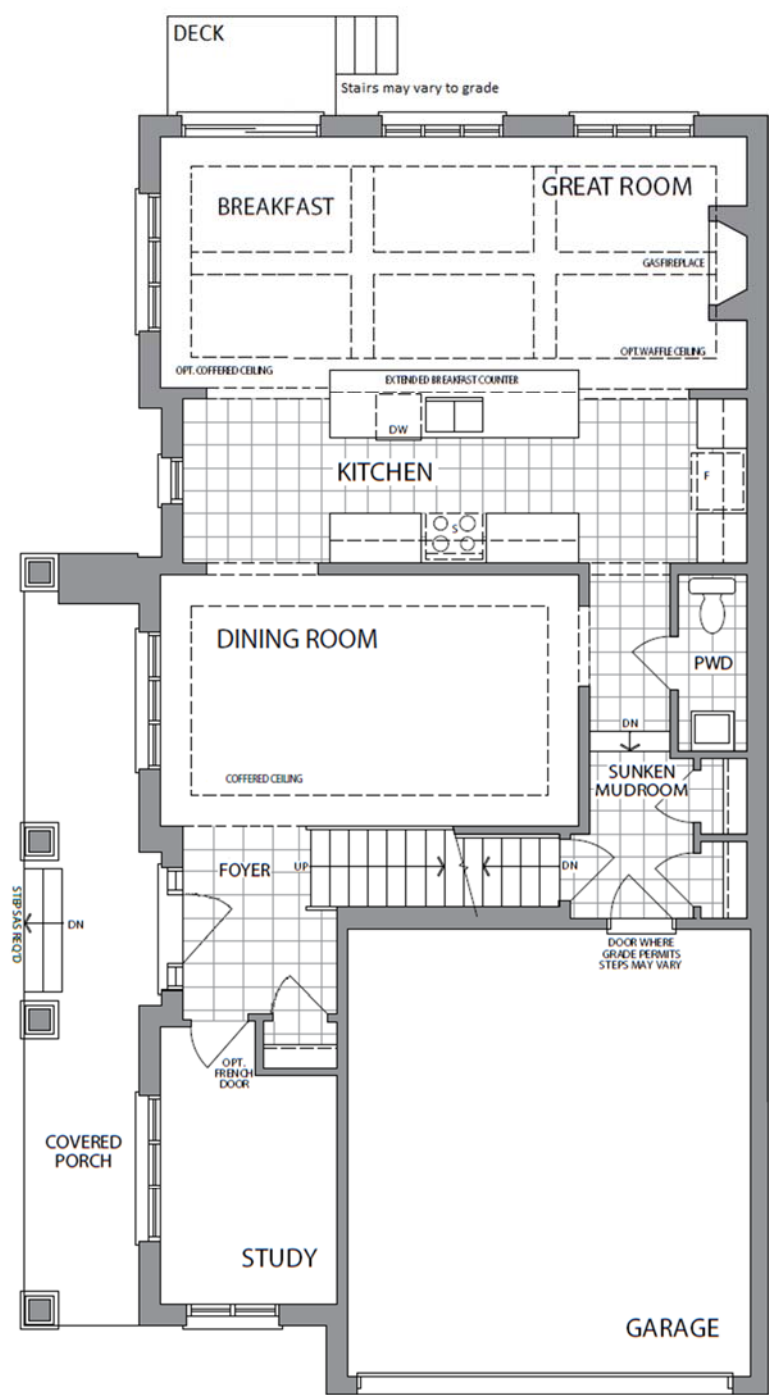 DECK
Stairs may vary to grade
BREAKFAST
GREAT ROOM
GAS FIREPLACE
OPT. WAFFLE CEILING
OPT. COFFERED CEILING
EXTENDED BREAKFAST COUNTER
DW
KITCHEN
F
S
DINING ROOM
PWD
DN
SUNKEN
MUDROOM
COFFERED CEILING
FOYER
UP
DN
STEPS AS REQ'D
DN
DOOR WHERE
GRADE PERMITS
STEPS MAY VARY
OPT.
FRENCH
DOOR
COVERED
PORCH
STUDY
GARAGE